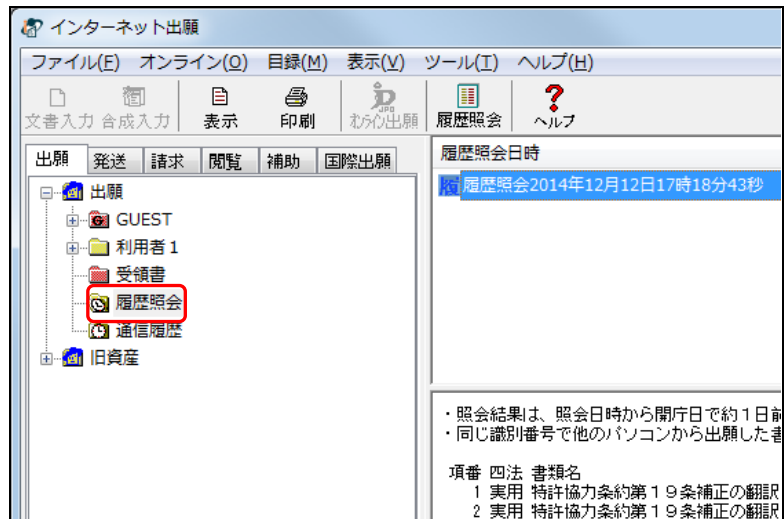 インターネット出願
ファイル(F) オンライン(O) 目録(M) 表示(V) ツール(T) ヘルプ(H)
文書入力 合成入力 表示 印刷 オンライン出願 履歴照会 ヘルプ
出願 発送 請求 閲覧 補助 国際出願
履歴照会日時
出願
履歴照会2014年12月12日17時18分43秒
GUEST
利用者1
受領書
履歴照会
通信履歴
旧資産
・照会結果は、照会日時から開庁日で約1日前
・同じ識別番号で他のパソコンから出願した書
項番 四法 書類名
1 実用 特許協力条約第19条補正の翻訳
2 実用 特許協力条約第19条補正の翻訳